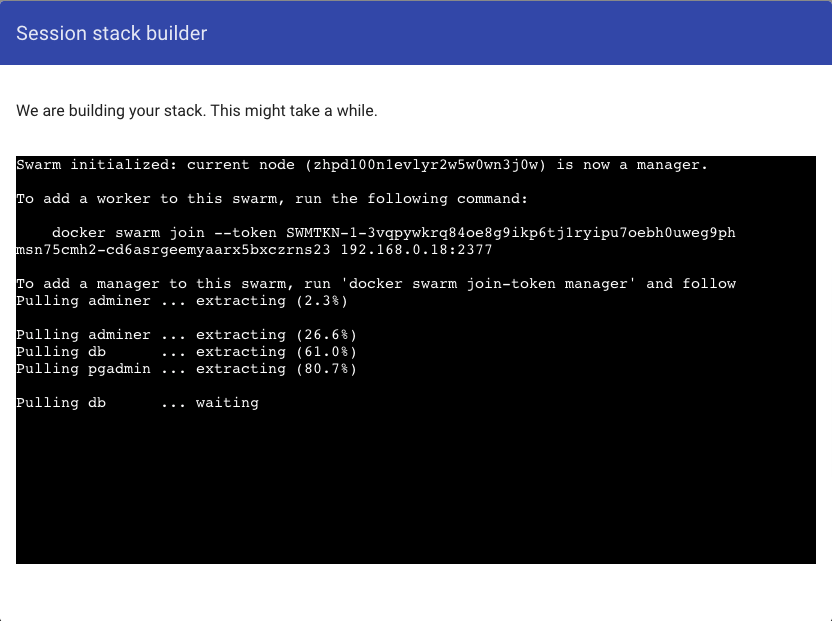 Session stack builder
We are building your stack. This might take a while.
Swarm initialized: current node (zhpd100n1evlyr2w5w0wn3j0w) is now a manager.
To add a worker to this swarm, run the following command:
docker swarm join --token SWMTKN-1-3vqpywkrq84oe8g9ikp6tj1ryipu7oebh0uweg9ph
msn75cmh2-cd6asrgeemyaarx5bxczrns23 192.168.0.18:2377
To add a manager to this swarm, run 'docker swarm join-token manager' and follow
Pulling adminer ... extracting (2.3%)
Pulling adminer ... extracting (26.6%)
Pulling db      ... extracting (61.0%)
Pulling pgadmin ... extracting (80.7%)
Pulling db      ... waiting